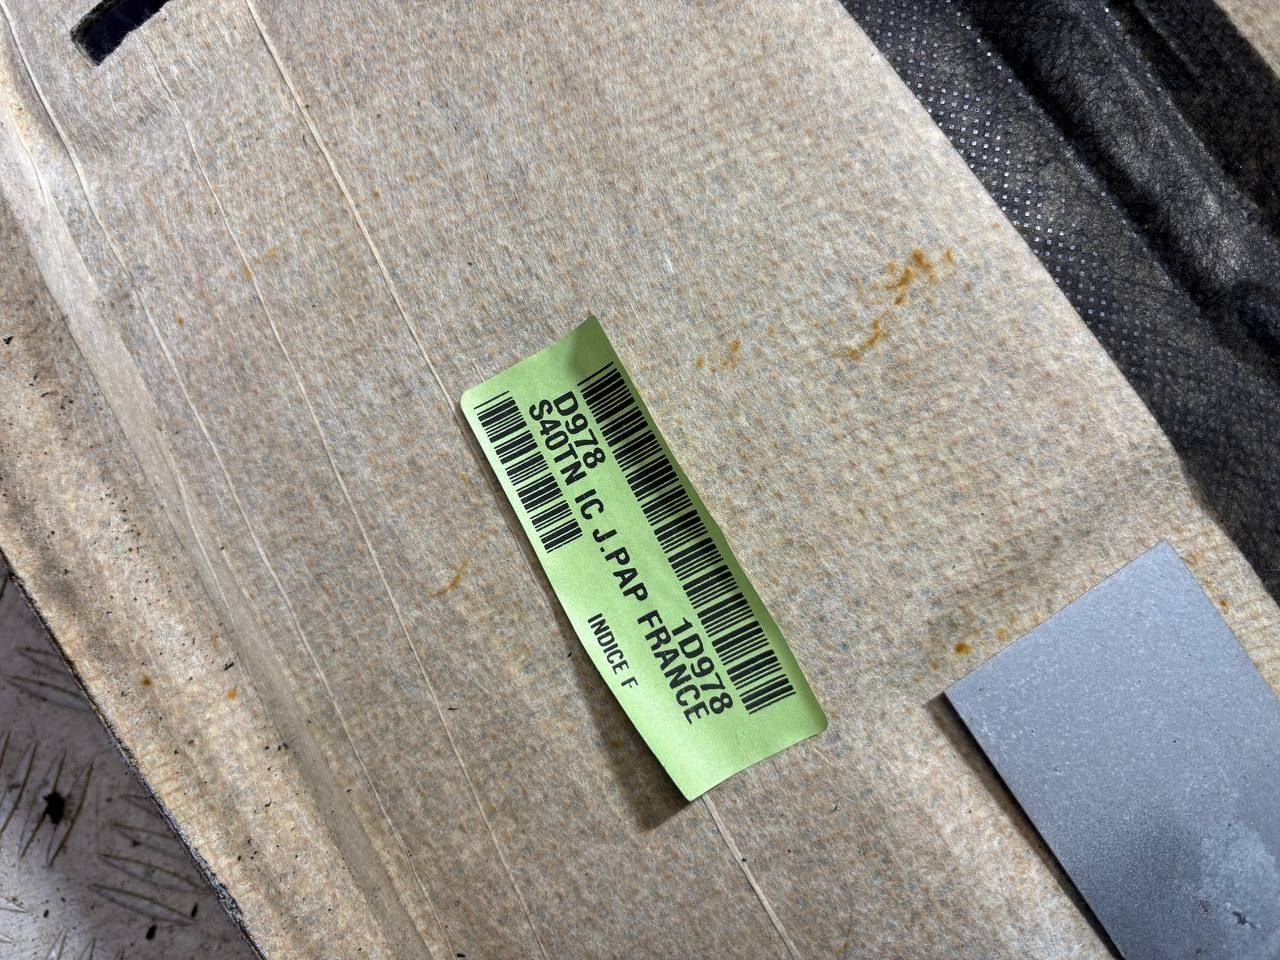 D978 1D978
S40TN IC J.PAP FRANCE
INDICE F